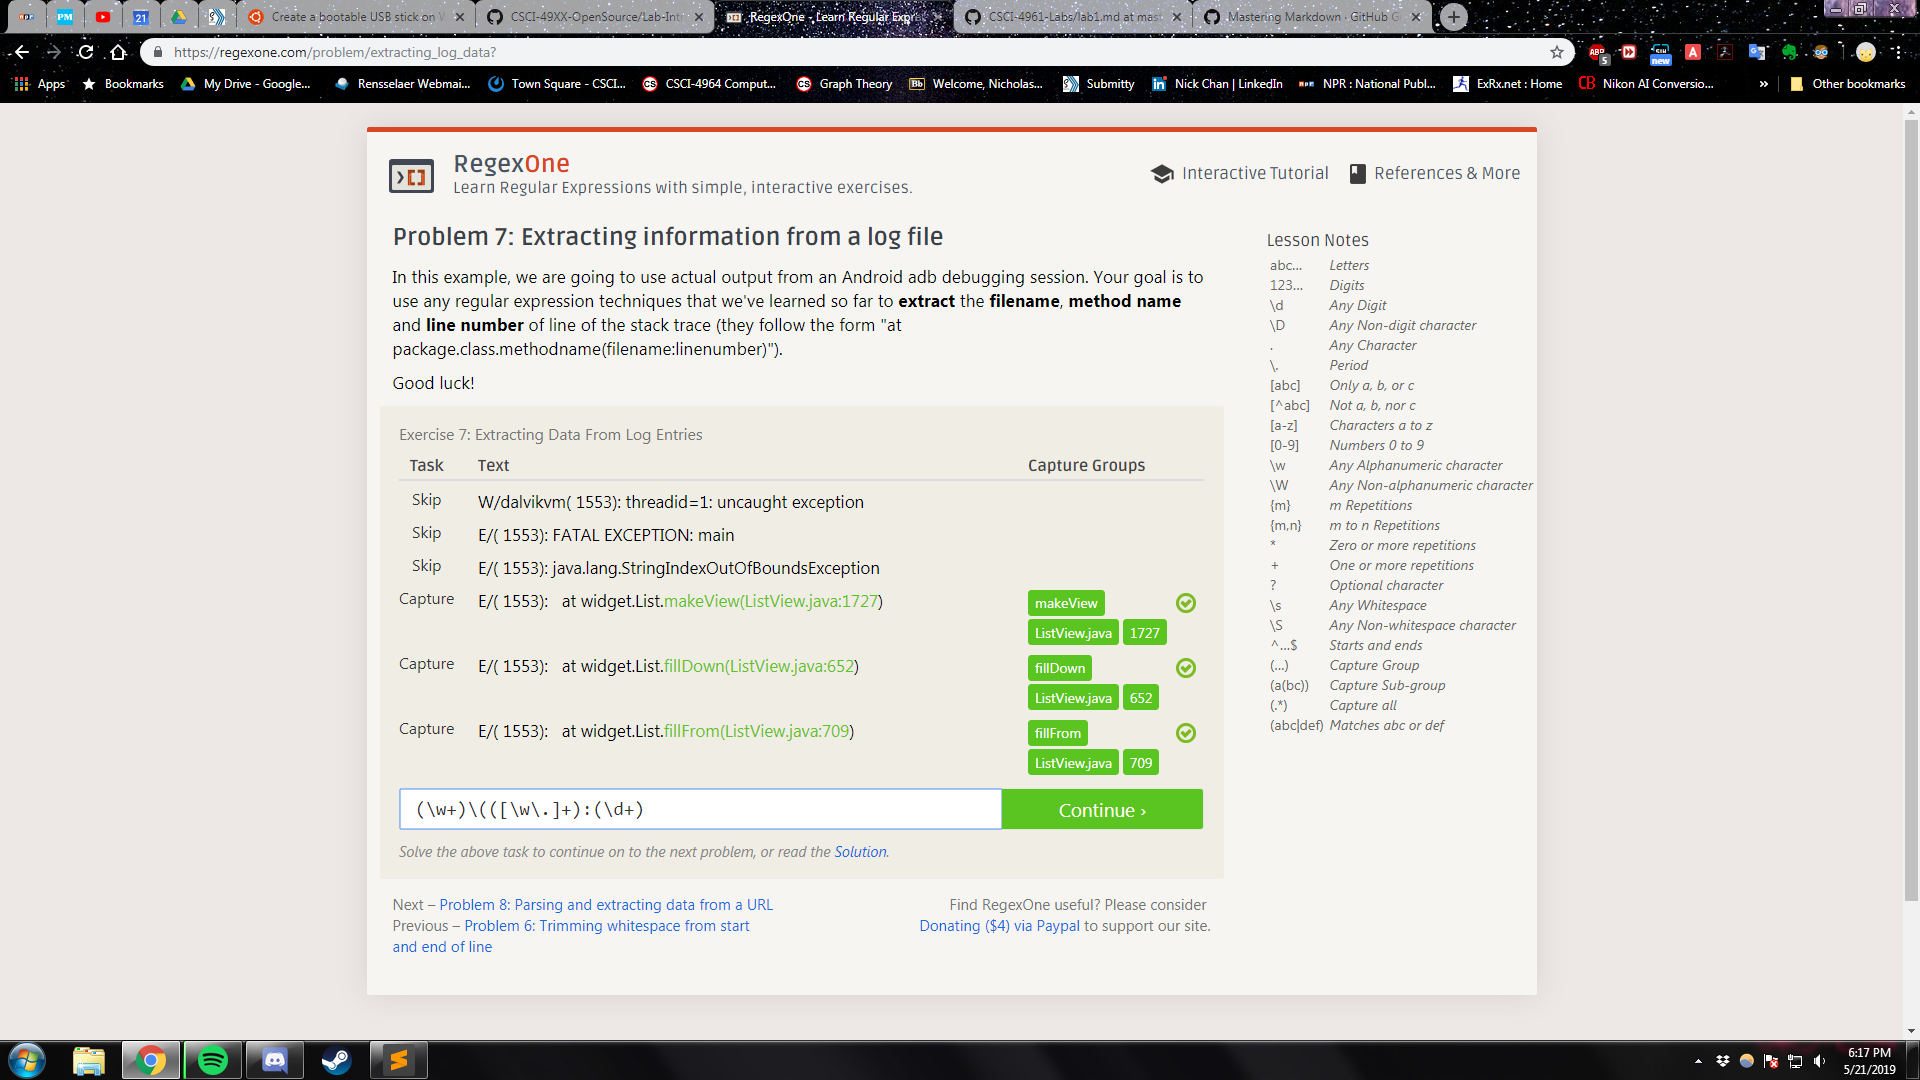 Create a bootable USB stick on W
CSCI-49XX-OpenSource/Lab-Int
RegexOne - Learn Regular Expres
CSCI-4961-Labs/lab1.md at mas
Mastering Markdown · GitHub G
https://regexone.com/problem/extracting_log_data?
Apps
Bookmarks
My Drive - Google...
Rensselaer Webmai...
Town Square - CSCI...
CSCI-4964 Comput...
Graph Theory
Welcome, Nicholas...
Submitty
Nick Chan | LinkedIn
NPR : National Publ...
ExRx.net : Home
Nikon AI Conversio...
»
Other bookmarks
RegexOne
Learn Regular Expressions with simple, interactive exercises.
Interactive Tutorial
References & More
Problem 7: Extracting information from a log file
In this example, we are going to use actual output from an Android adb debugging session. Your goal is to
use any regular expression techniques that we've learned so far to extract the filename, method name
and line number of line of the stack trace (they follow the form "at
package.class.methodname(filename:linenumber)").
Good luck!
Exercise 7: Extracting Data From Log Entries
Task Text Capture Groups
Skip W/dalvikvm( 1553): threadid=1: uncaught exception
Skip E/( 1553): FATAL EXCEPTION: main
Skip E/( 1553): java.lang.StringIndexOutOfBoundsException
Capture E/( 1553):   at widget.List.makeView(ListView.java:1727) makeView
ListView.java 1727
Capture E/( 1553):   at widget.List.fillDown(ListView.java:652) fillDown
ListView.java 652
Capture E/( 1553):   at widget.List.fillFrom(ListView.java:709) fillFrom
ListView.java 709
(\w+)\(([\w\.]+):(\d+)
Continue ›
Solve the above task to continue on to the next problem, or read the Solution.
Next – Problem 8: Parsing and extracting data from a URL
Previous – Problem 6: Trimming whitespace from start
and end of line
Find RegexOne useful? Please consider
Donating ($4) via Paypal to support our site.
Lesson Notes
abc... Letters
123... Digits
\d Any Digit
\D Any Non-digit character
. Any Character
\. Period
[abc] Only a, b, or c
[^abc] Not a, b, nor c
[a-z] Characters a to z
[0-9] Numbers 0 to 9
\w Any Alphanumeric character
\W Any Non-alphanumeric character
{m} m Repetitions
{m,n} m to n Repetitions
* Zero or more repetitions
+ One or more repetitions
? Optional character
\s Any Whitespace
\S Any Non-whitespace character
^...$ Starts and ends
(...) Capture Group
(a(bc)) Capture Sub-group
(.*) Capture all
(abc|def) Matches abc or def
6:17 PM
5/21/2019